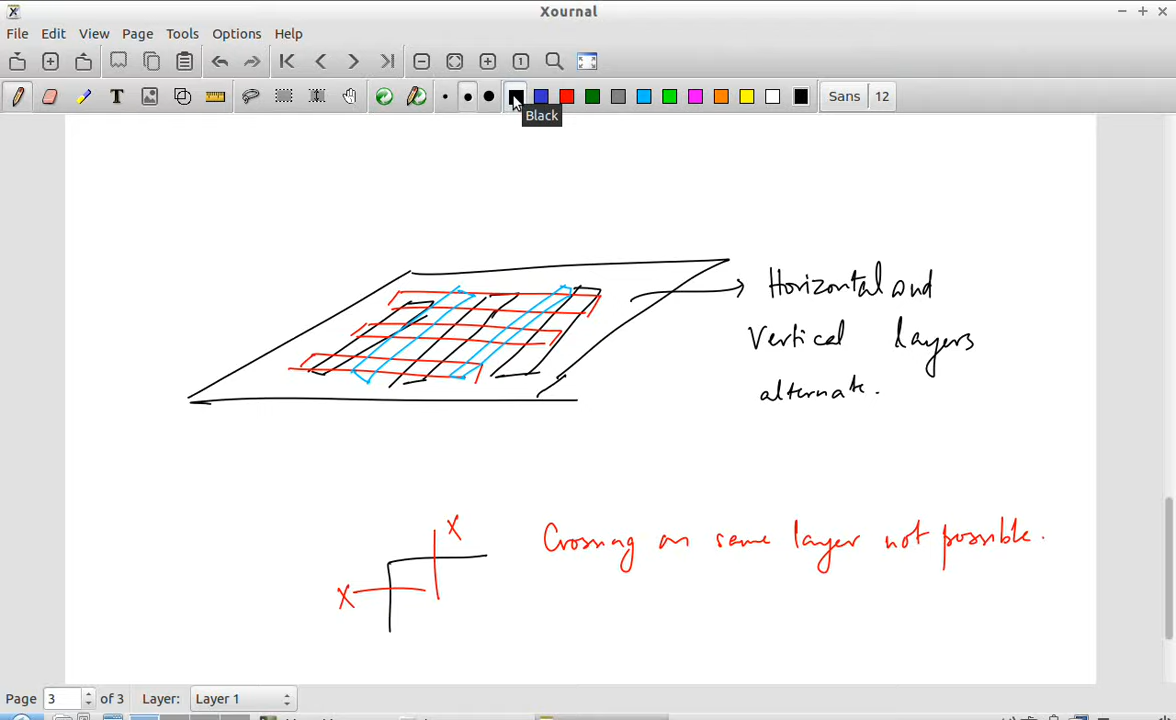 Xournal
File Edit View Page Tools Options Help
Sans 12
Black
Horizontal and
Vertical layers
alternate.
X
Crossing on same layer not possible.
X
Page 3 of 3 Layer: Layer 1